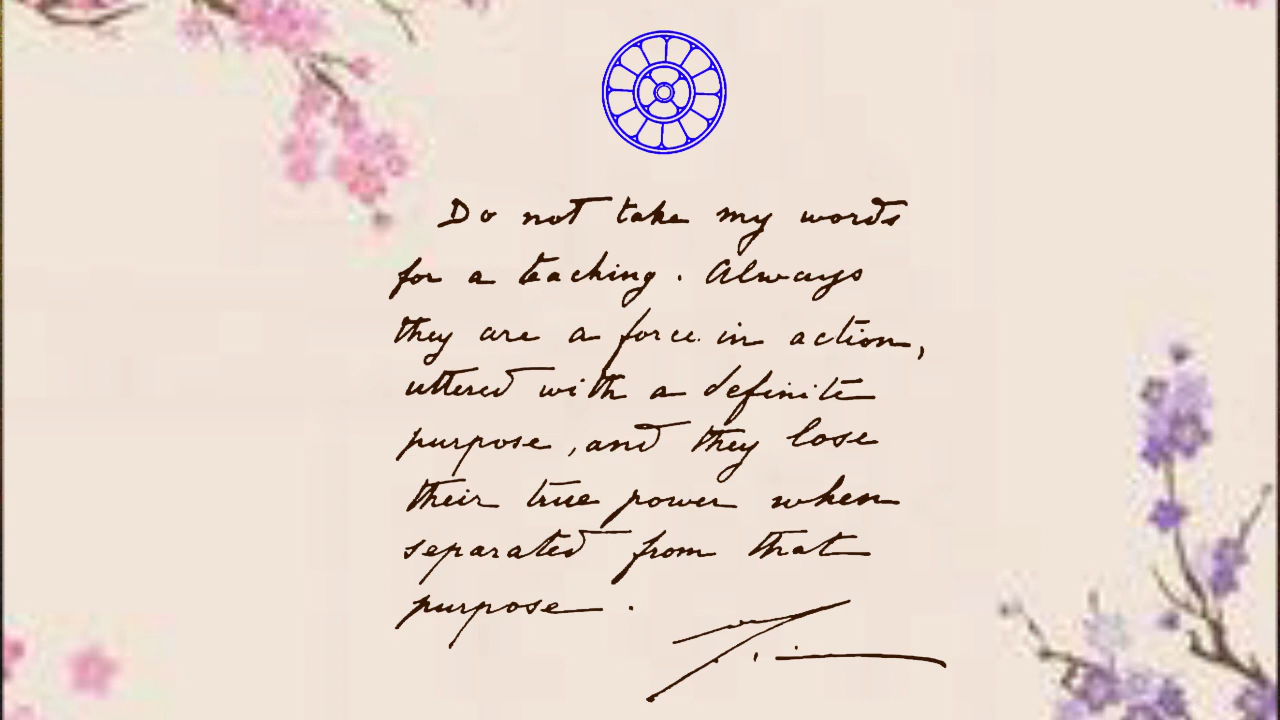 Do not take my words
for a teaching. Always
they are a force in action,
uttered with a definite
purpose, and they lose
their true power when
separated from that
purpose.